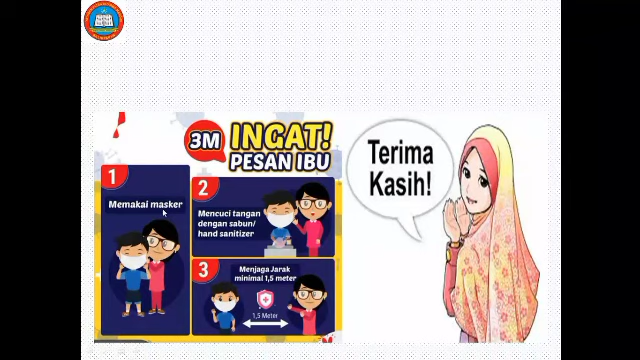 3M
INGAT!
PESAN IBU
1
Memakai masker
2
Mencuci tangan
dengan sabun/
hand sanitizer
3
Menjaga Jarak
minimal 1,5 meter
1,5 Meter
Terima
Kasih!